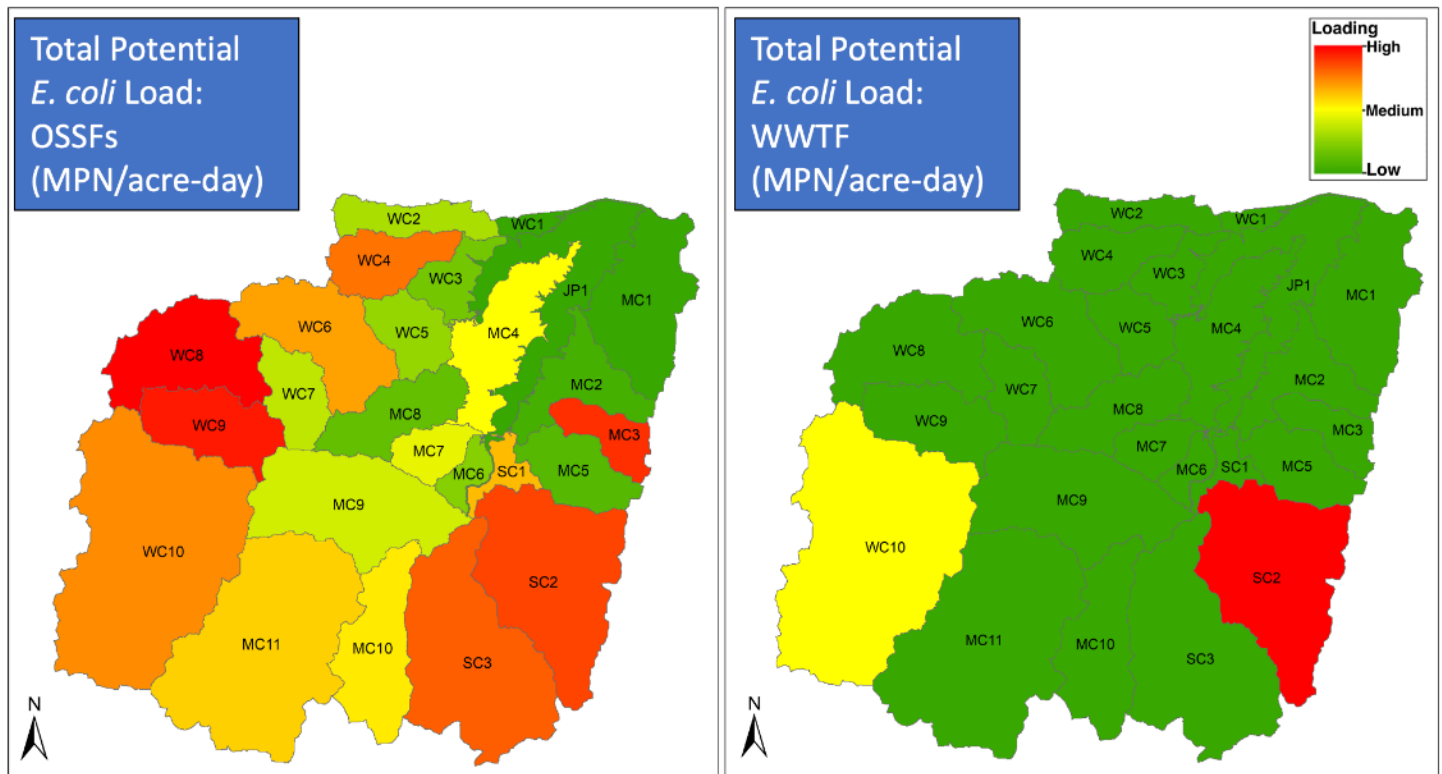 Total Potential
E. coli Load:
OSSFs
(MPN/acre-day)
WC2
WC1
WC4
WC3
JP1
MC1
WC6
WC5
MC4
WC8
MC2
WC7
MC8
WC9
MC3
MC7
MC6
SC1
MC5
MC9
WC10
SC2
MC11
MC10
SC3
N
Total Potential
E. coli Load:
WWTF
(MPN/acre-day)
Loading
High
Medium
Low
WC2
WC1
WC4
WC3
JP1
MC1
WC6
WC5
MC4
WC8
MC2
WC7
MC8
WC9
MC3
MC7
MC6
SC1
MC5
MC9
WC10
SC2
MC11
MC10
SC3
N